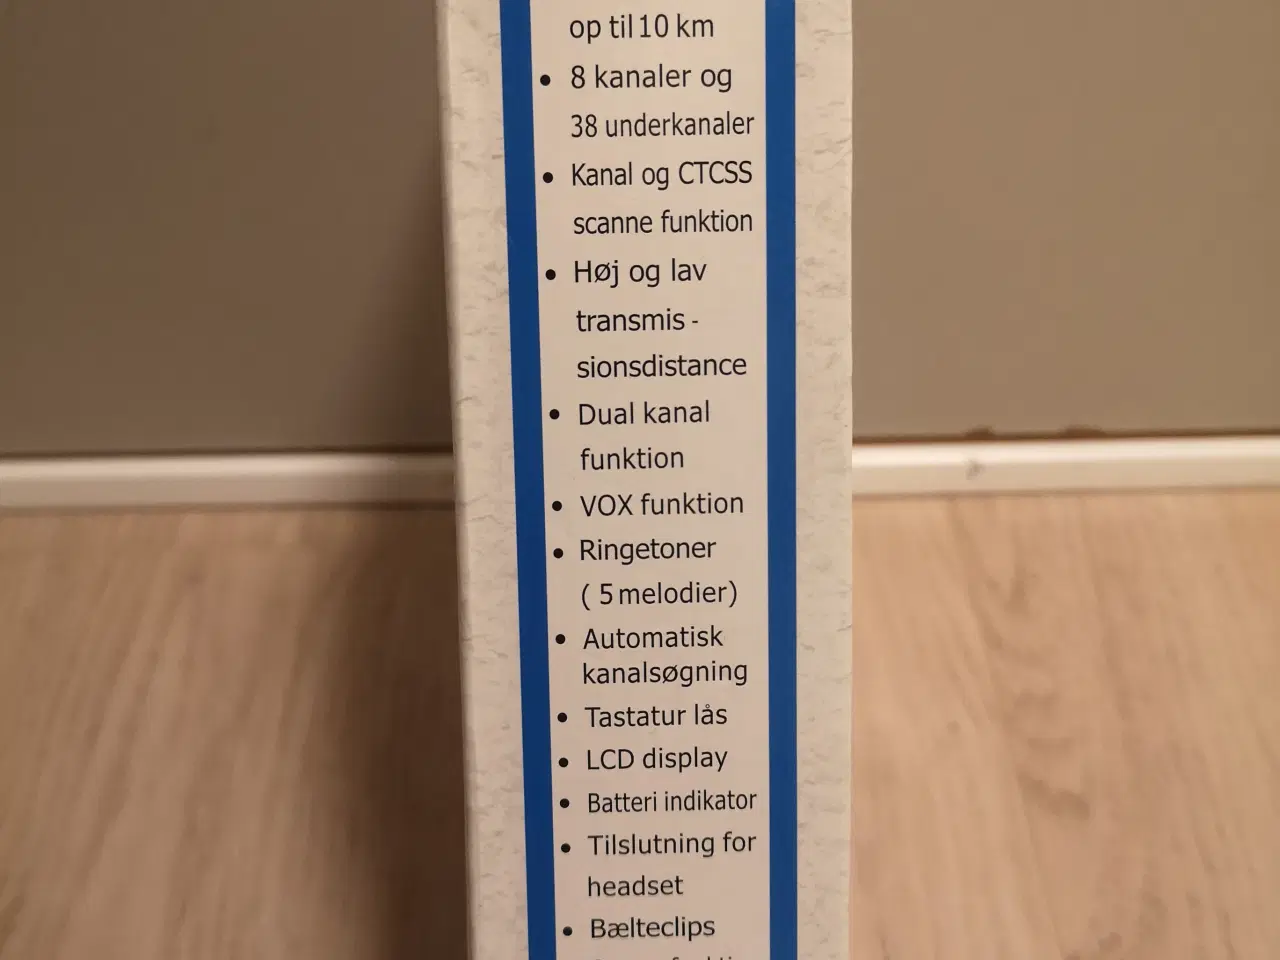 op til 10 km
• 8 kanaler og
38 underkanaler
• Kanal og CTCSS
scanne funktion
• Høj og lav
transmis -
sionsdistance
• Dual kanal
funktion
• VOX funktion
• Ringetoner
( 5 melodier)
• Automatisk
kanalsøgning
• Tastatur lås
• LCD display
• Batteri indikator
• Tilslutning for
headset
• Bælteclips